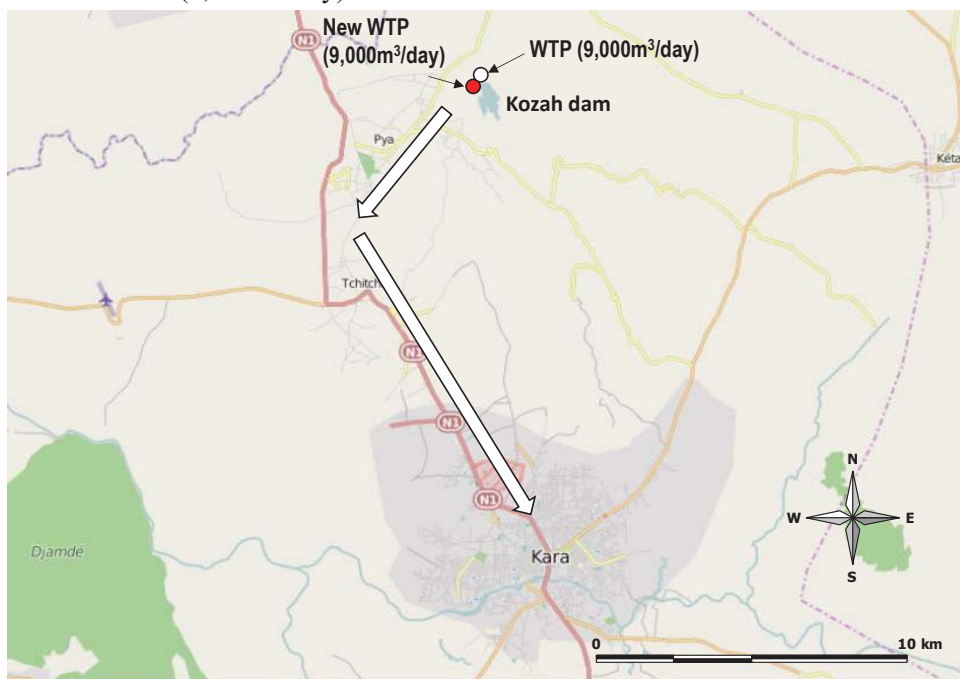 N1
New WTP
(9,000m³/day)
WTP (9,000m³/day)
Kozah dam
Pya
Kéta
Tchitch
N1
N1
N1
Djamdé
Kara
N
W E
S
0 10 km